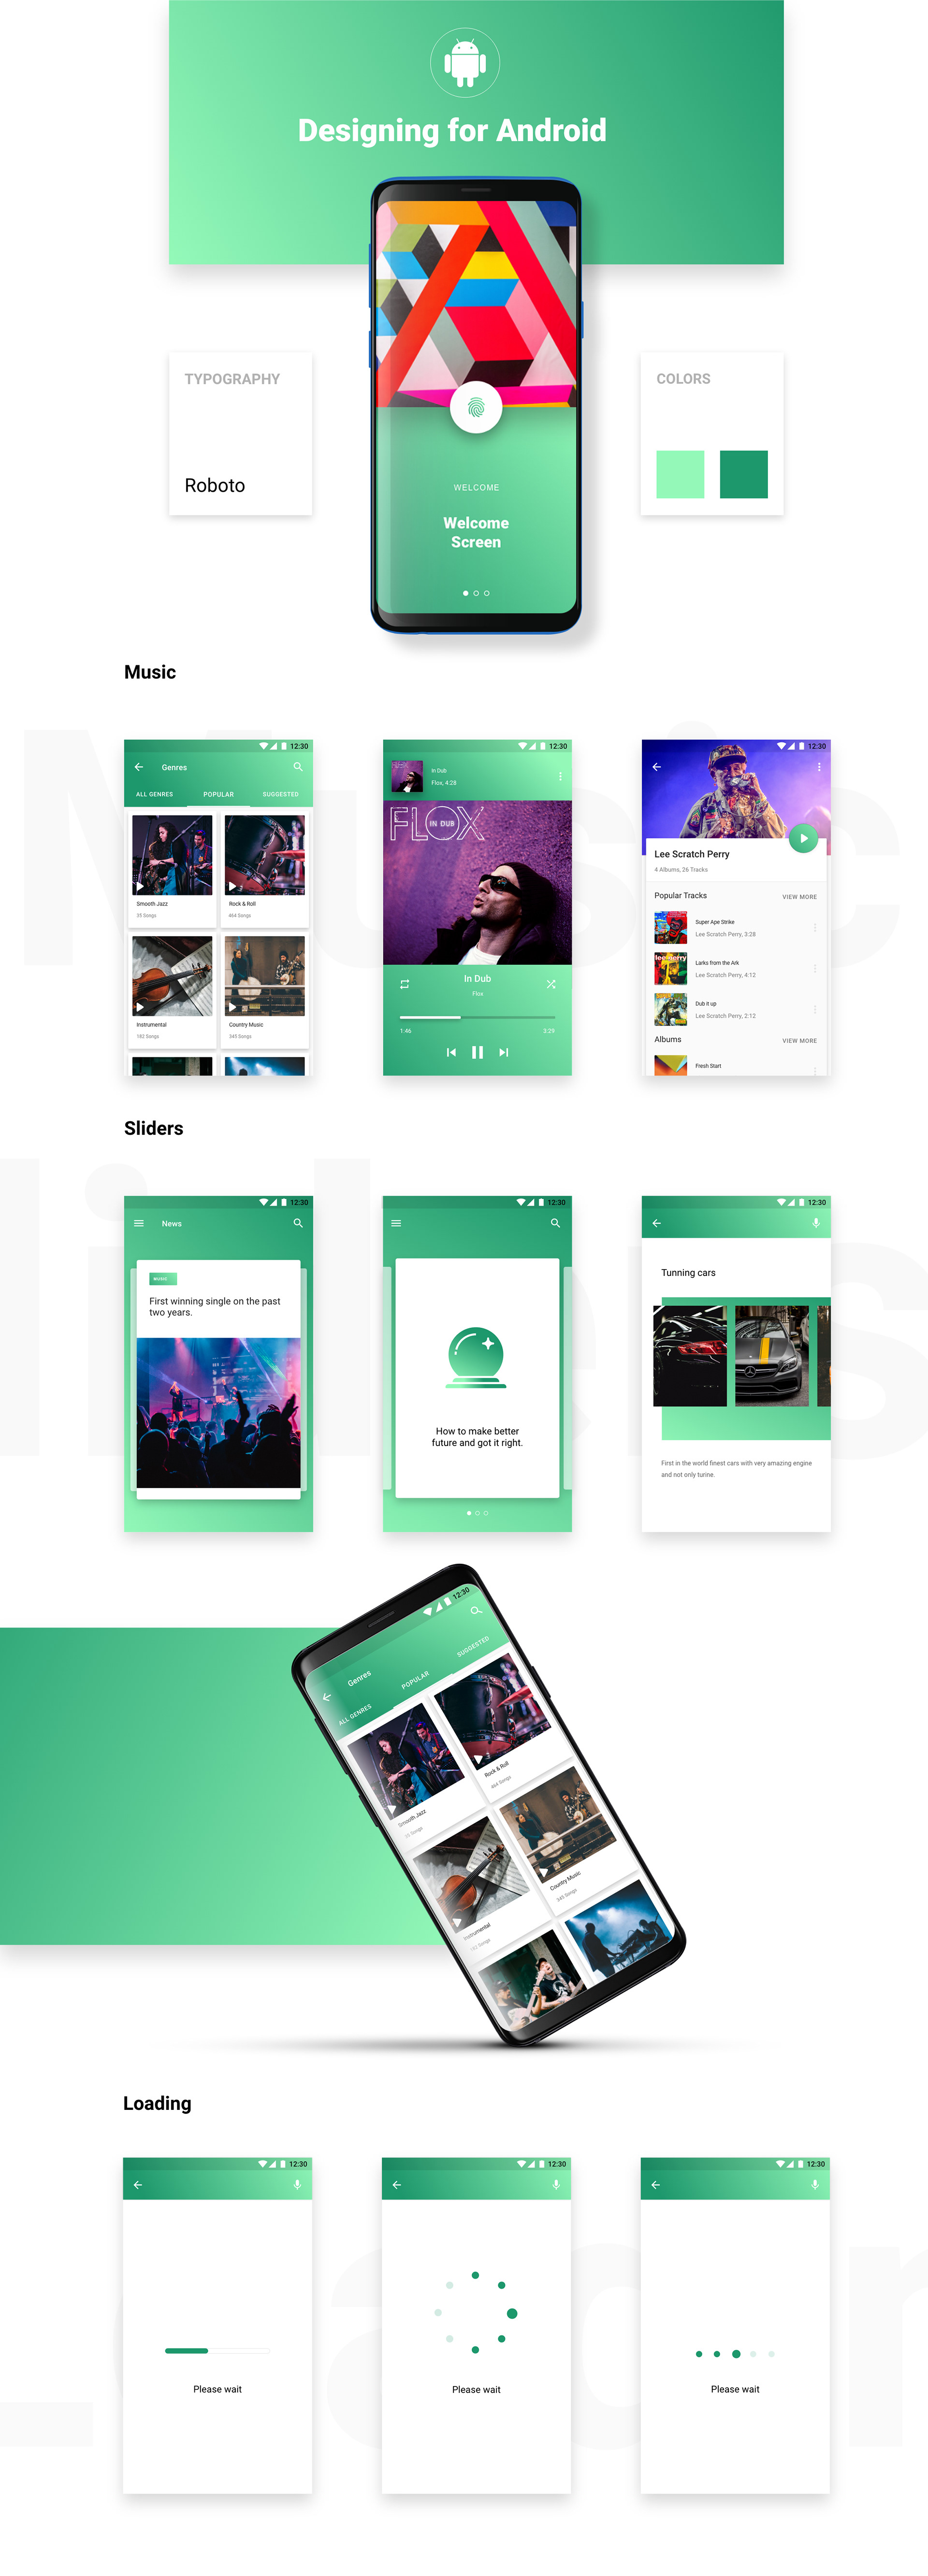 Designing for Android
TYPOGRAPHY
Roboto
COLORS
WELCOME
Welcome
Screen
Music
12:30
Genres
ALL GENRES
POPULAR
SUGGESTED
Smooth Jazz
35 Songs
Rock & Roll
464 Songs
Instrumental
182 Songs
Country Music
345 Songs
12:30
In Dub
Flox, 4:28
FLOX
IN DUB
In Dub
Flox
1:46
3:29
12:30
Lee Scratch Perry
4 Albums, 26 Tracks
Popular Tracks
VIEW MORE
Super Ape Strike
Lee Scratch Perry, 3:28
Larks from the Ark
Lee Scratch Perry, 4:12
Dub it up
Lee Scratch Perry, 2:12
Albums
VIEW MORE
Fresh Start
Sliders
12:30
News
MUSIC
First winning single on the past
two years.
12:30
How to make better
future and got it right.
12:30
Tunning cars
First in the world finest cars with very amazing engine
and not only turine.
12:30
Genres
ALL GENRES
POPULAR
SUGGESTED
Smooth Jazz
35 Songs
Rock & Roll
464 Songs
Instrumental
182 Songs
Country Music
345 Songs
Loading
12:30
Please wait
12:30
Please wait
12:30
Please wait